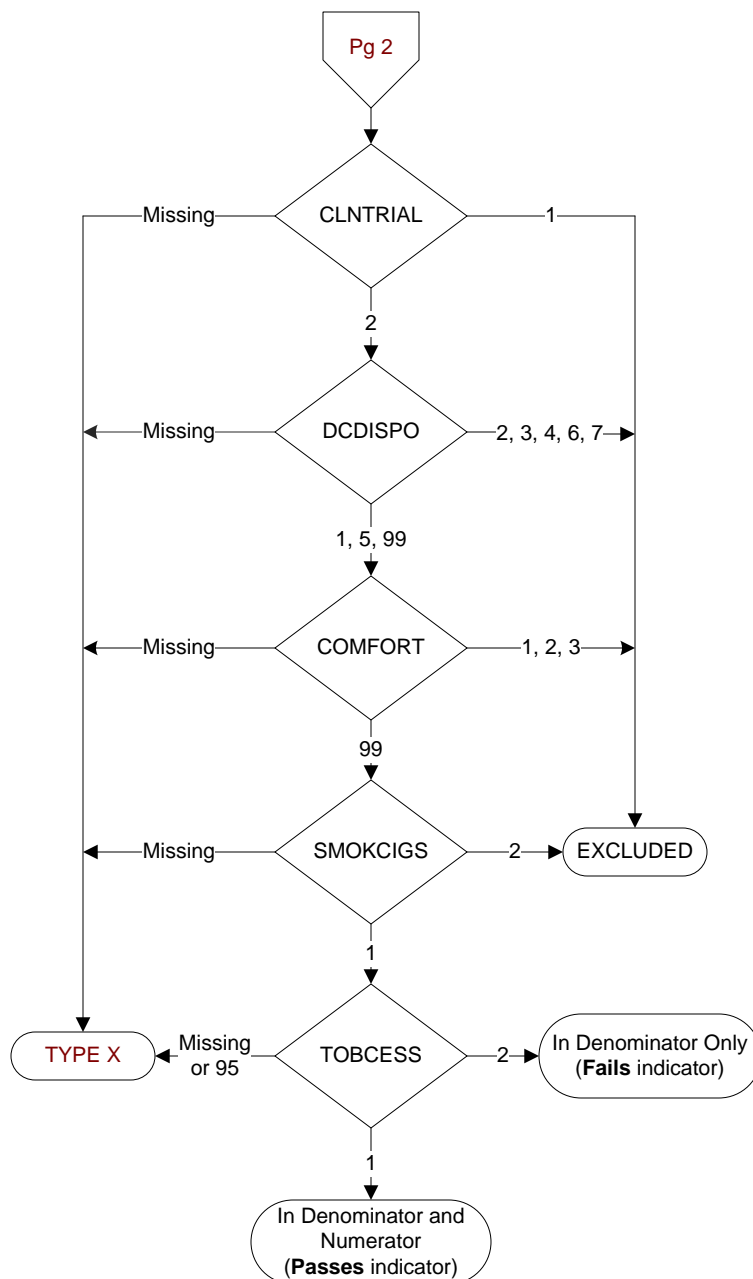 Pg 2
CLNTRIAL
Missing
1
2
DCDISPO
Missing
2, 3, 4, 6, 7
1, 5, 99
COMFORT
Missing
1, 2, 3
99
SMOKCIGS
Missing
2
EXCLUDED
1
TOBCESS
Missing
or 95
TYPE X
2
In Denominator Only
(Fails indicator)
1
In Denominator and
Numerator
(Passes indicator)